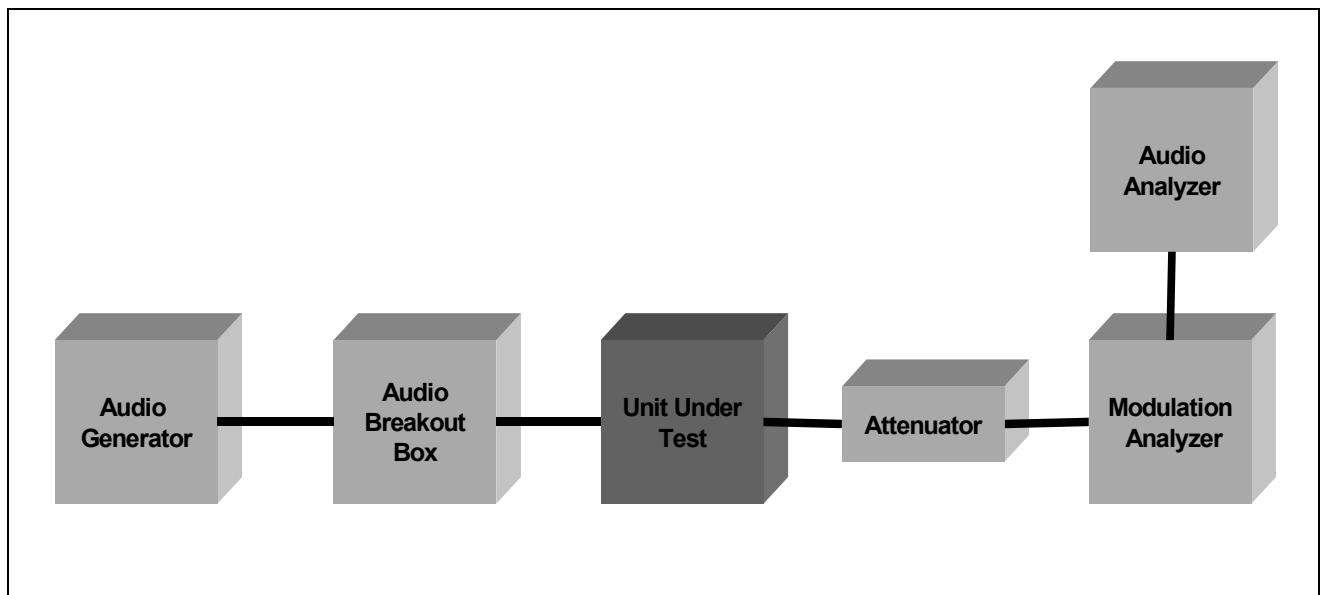 Audio
Analyzer
Audio
Generator
Audio
Breakout
Box
Unit Under
Test
Attenuator
Modulation
Analyzer